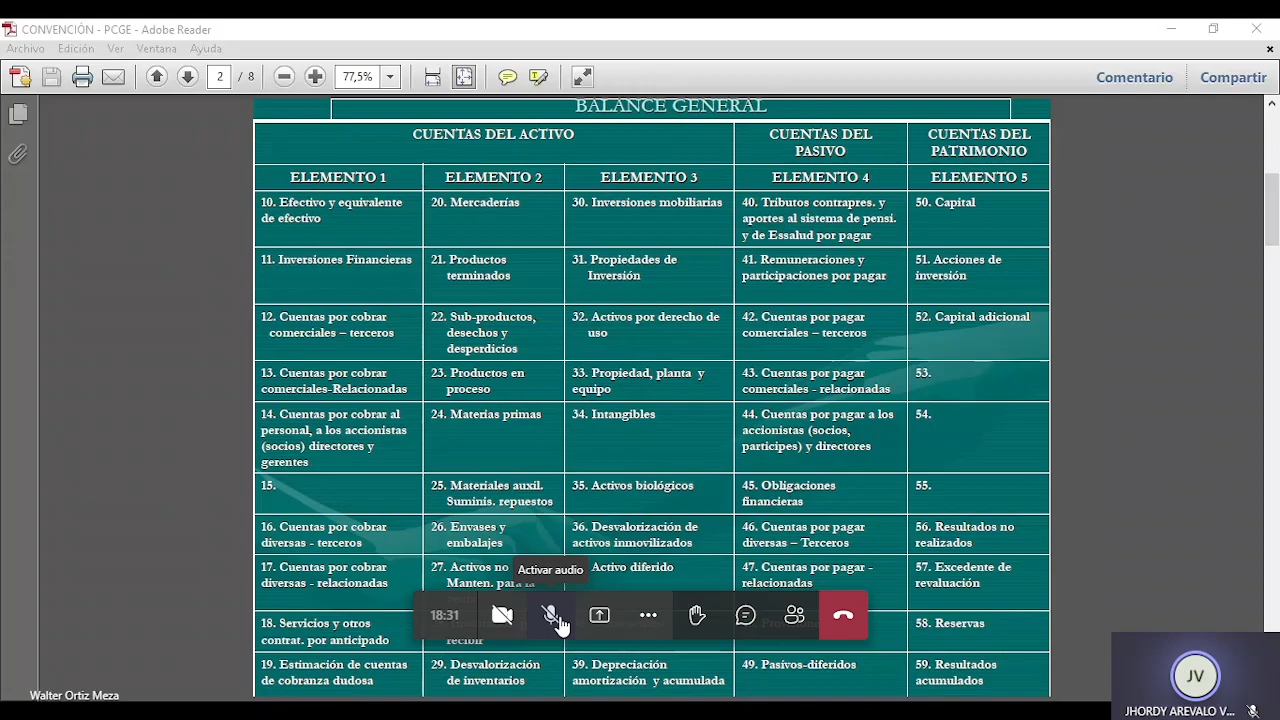 CONVENCIÓN - PCGE - Adobe Reader
Archivo Edición Ver Ventana Ayuda
2 / 8 77,5% Comentario Compartir
BALANCE GENERAL
CUENTAS DEL ACTIVO
CUENTAS DEL
PASIVO
CUENTAS DEL
PATRIMONIO
ELEMENTO 1
ELEMENTO 2
ELEMENTO 3
ELEMENTO 4
ELEMENTO 5
10. Efectivo y equivalente
de efectivo
20. Mercaderías
30. Inversiones mobiliarias
40. Tributos contrapres. y
aportes al sistema de pensi.
y de Essalud por pagar
50. Capital
11. Inversiones Financieras
21. Productos
terminados
31. Propiedades de
Inversión
41. Remuneraciones y
participaciones por pagar
51. Acciones de
inversión
12. Cuentas por cobrar
comerciales – terceros
22. Sub-productos,
desechos y
desperdicios
32. Activos por derecho de
uso
42. Cuentas por pagar
comerciales – terceros
52. Capital adicional
13. Cuentas por cobrar
comerciales-Relacionadas
23. Productos en
proceso
33. Propiedad, planta y
equipo
43. Cuentas por pagar
comerciales - relacionadas
53.
14. Cuentas por cobrar al
personal, a los accionistas
(socios) directores y
gerentes
24. Materias primas
34. Intangibles
44. Cuentas por pagar a los
accionistas (socios,
partícipes) y directores
54.
15.
25. Materiales auxil.
Suminis. repuestos
35. Activos biológicos
45. Obligaciones
financieras
55.
16. Cuentas por cobrar
diversas - terceros
26. Envases y
embalajes
36. Desvalorización de
activos inmovilizados
46. Cuentas por pagar
diversas – Terceros
56. Resultados no
realizados
17. Cuentas por cobrar
diversas - relacionadas
27. Activos no
Manten. para la
Activo diferido
47. Cuentas por pagar -
relacionadas
57. Excedente de
revaluación
Activar audio
18:31
18. Servicios y otros
contrat. por anticipado
recibir
58. Reservas
19. Estimación de cuentas
de cobranza dudosa
29. Desvalorización
de inventarios
39. Depreciación
amortización y acumulada
49. Pasivos-diferidos
59. Resultados
acumulados
Walter Ortiz Meza
JV
JHORDY AREVALO V...